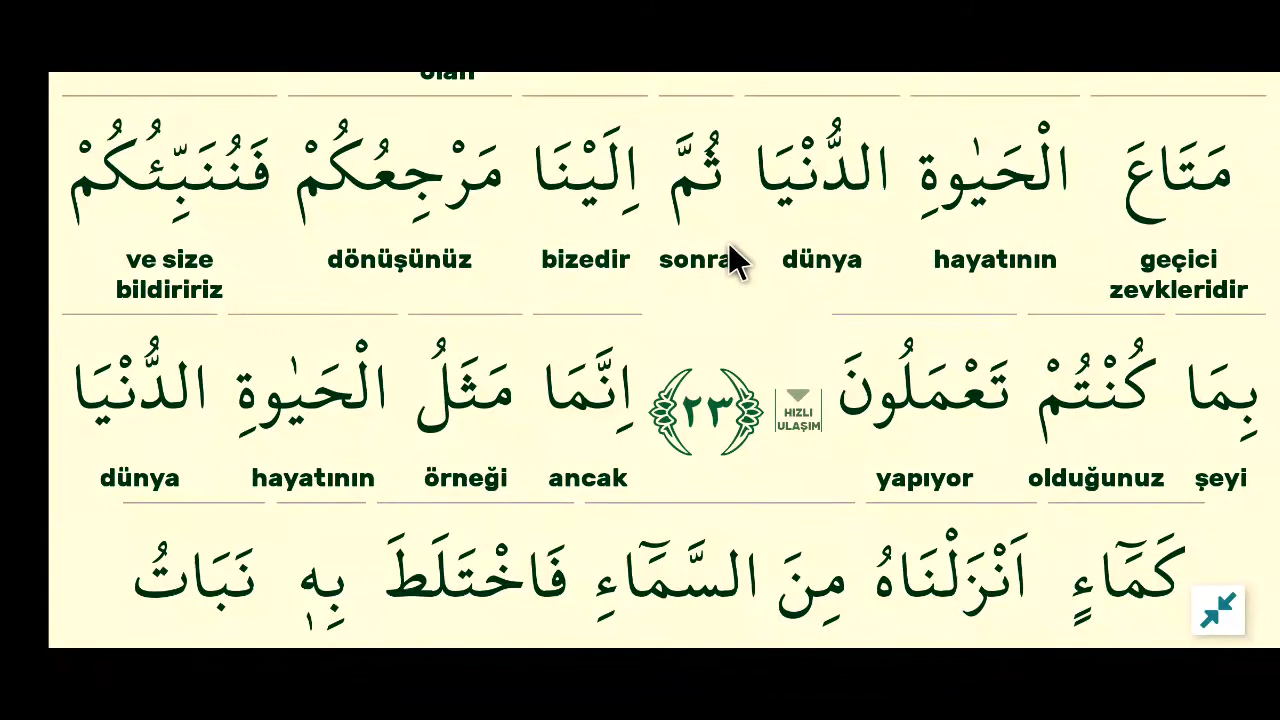 olan
مَتَاعَ الْحَيٰوةِ الدُّنْيَا ثُمَّ اِلَيْنَا مَرْجِعُكُمْ فَنُنَبِّئُكُمْ
ve size dönüşünüz bizedir sonra dünya hayatının geçici
bildiririz zevkleridir
بِمَا كُنْتُمْ تَعْمَلُونَ HIZLI ULAŞIM ﴿٢٣﴾ اِنَّمَا مَثَلُ الْحَيٰوةِ الدُّنْيَا
dünya hayatının örneği ancak yapıyor olduğunuz şeyi
كَمَٓاءٍ اَنْزَلْنَاهُ مِنَ السَّمَٓاءِ فَاخْتَلَطَ بِهٖ نَبَاتُ